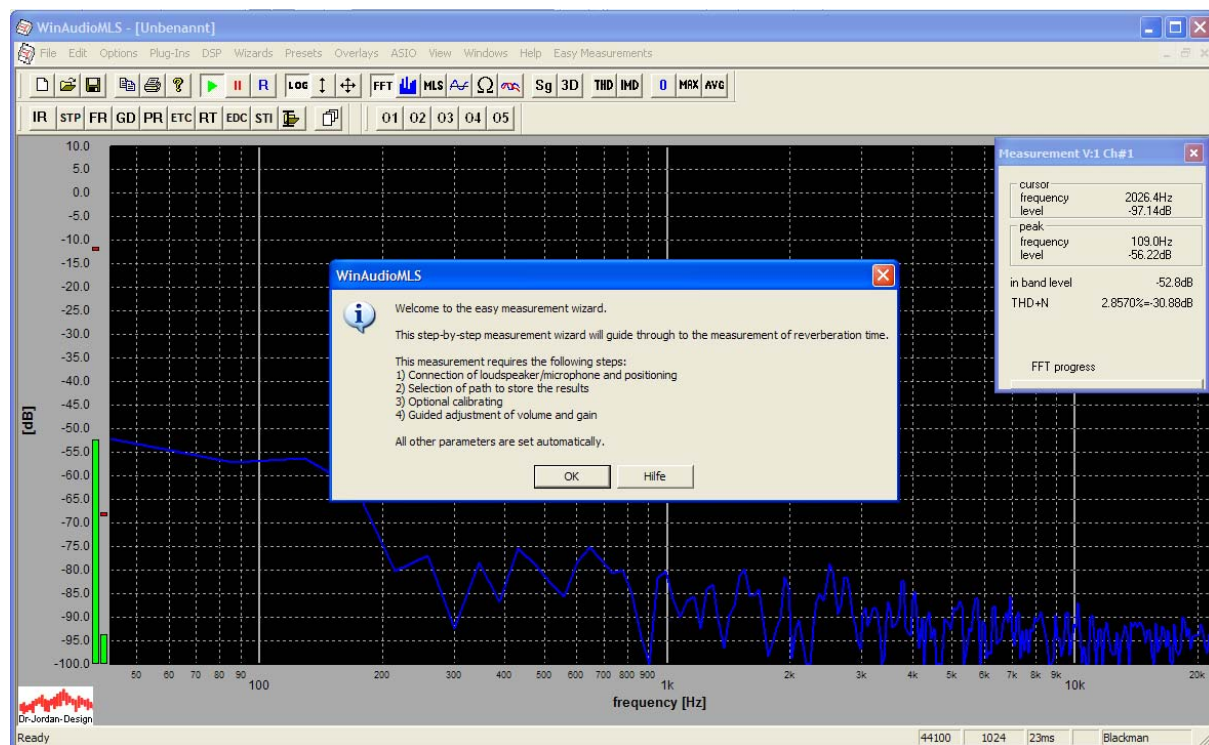 WinAudioMLS - [Unbenannt]
File Edit Options Plug-Ins DSP Wizards Presets Overlays ASIO View Windows Help Easy Measurements
R LOG FFT MLS Ω Sg 3D THD IMD 0 MAX AVG
IR STP FR GD PR ETC RT EDC STI 01 02 03 04 05
10.0
5.0
0.0
-5.0
-10.0
-15.0
-20.0
-25.0
-30.0
-35.0
-40.0
-45.0
-50.0
-55.0
-60.0
-65.0
-70.0
-75.0
-80.0
-85.0
-90.0
-95.0
-100.0
[dB]
Measurement V:1 Ch#1
cursor
frequency 2026.4Hz
level -97.14dB
peak
frequency 109.0Hz
level -56.22dB
in band level -52.8dB
THD+N 2.8570%=-30.88dB
FFT progress
WinAudioMLS
Welcome to the easy measurement wizard.
This step-by-step measurement wizard will guide through to the measurement of reverberation time.
This measurement requires the following steps:
1) Connection of loudspeaker/microphone and positioning
2) Selection of path to store the results
3) Optional calibrating
4) Guided adjustment of volume and gain
All other parameters are set automatically.
OK Hilfe
50 60 70 80 90 100 200 300 400 500 600 700 800 900 1k 2k 3k 4k 5k 6k 7k 8k 9k 10k 20k
frequency [Hz]
Dr-Jordan-Design
Ready 44100 1024 23ms Blackman